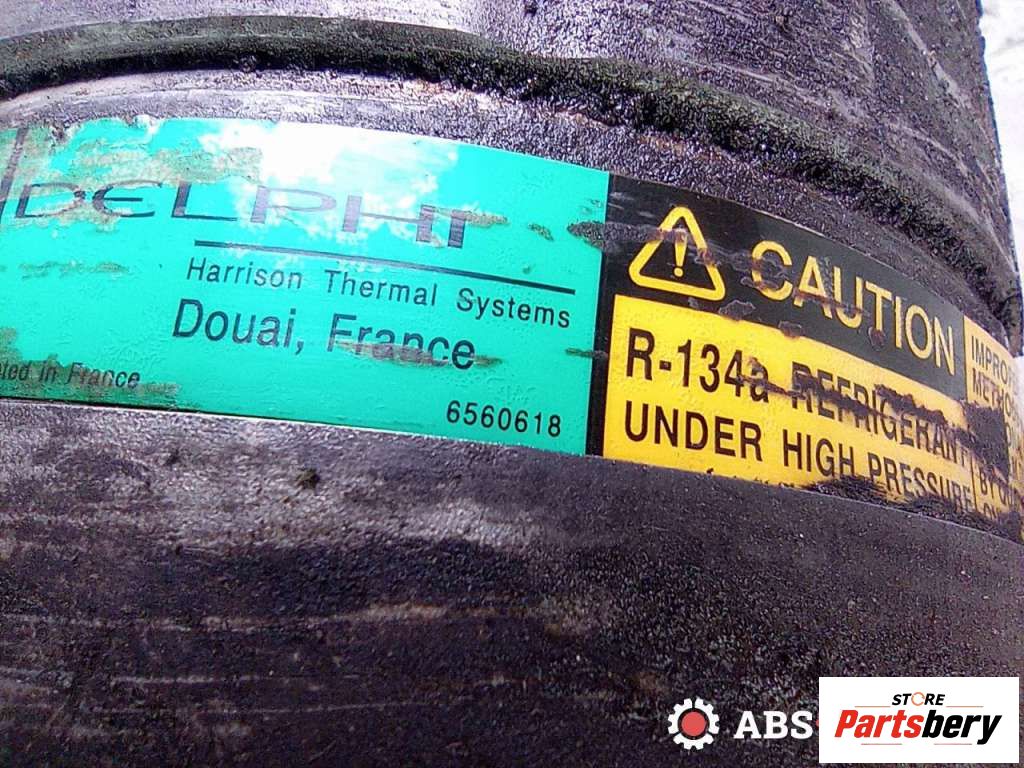 DELPHI
Harrison Thermal Systems
Douai, France
in France
6560618
CAUTION
R-134a REFRIGERANT
UNDER HIGH PRESSURE
ABS
STORE
Partsbery